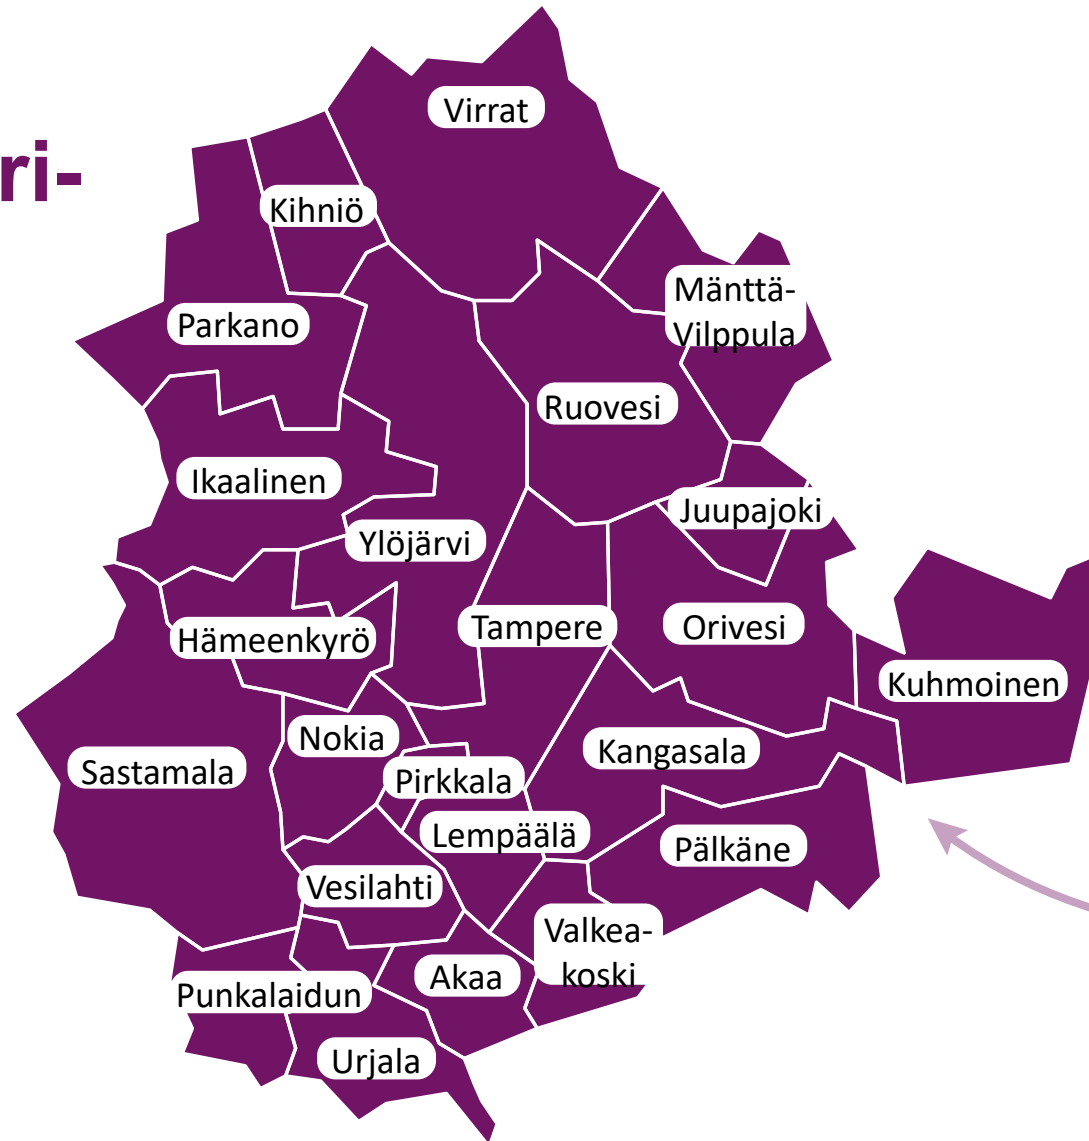 Virrat
ri-
Kihniö
Mänttä-
Vilppula
Parkano
Ruovesi
Ikaalinen
Juupajoki
Ylöjärvi
Tampere
Orivesi
Hämeenkyrö
Kuhmoinen
Nokia
Kangasala
Sastamala
Pirkkala
Lempäälä
Pälkäne
Vesilahti
Valkea-
koski
Akaa
Punkalaidun
Urjala